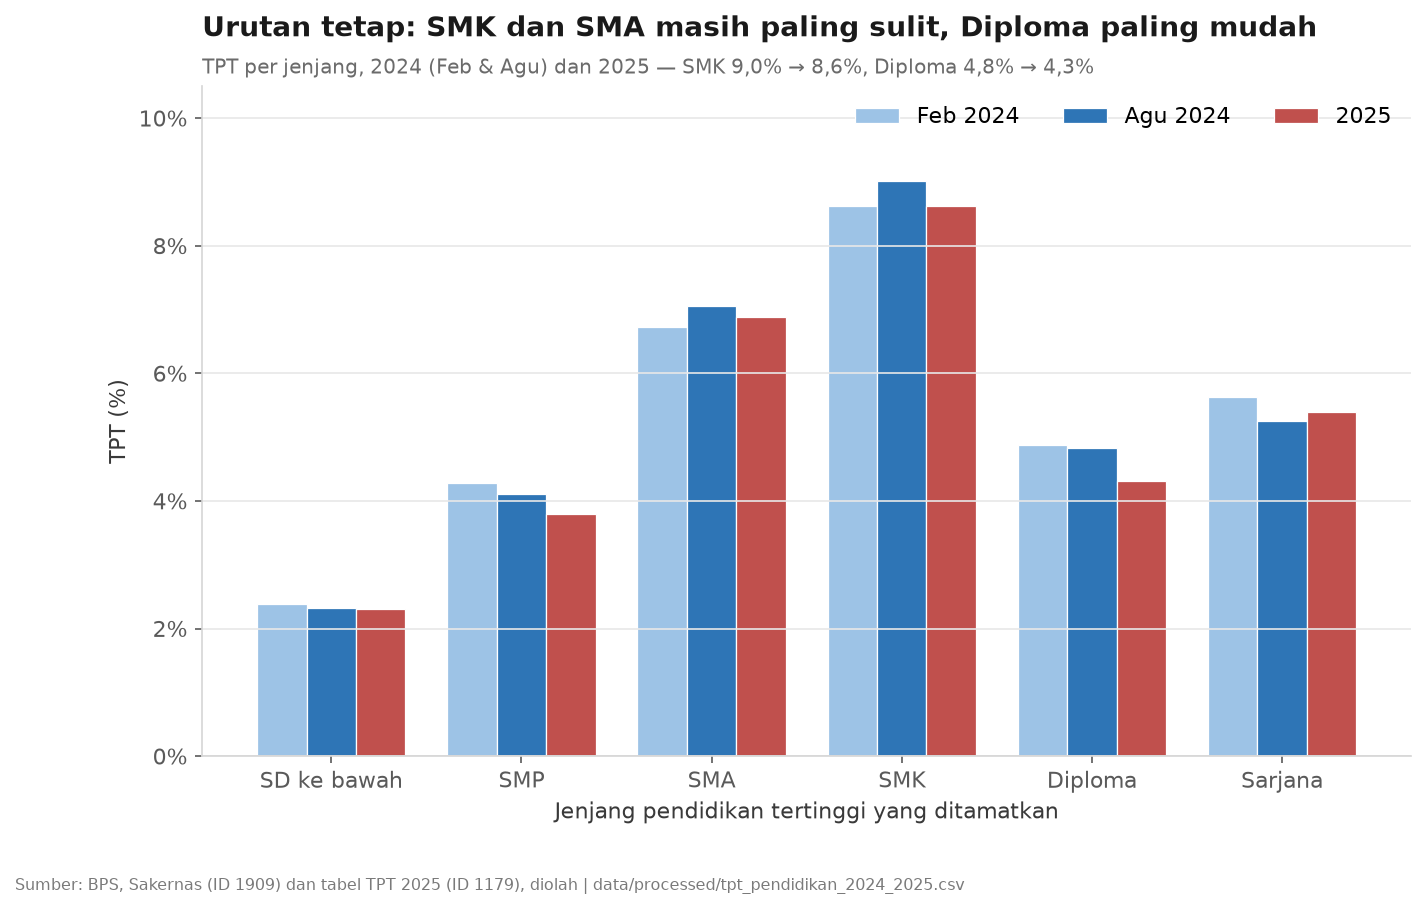 Urutan tetap: SMK dan SMA masih paling sulit, Diploma paling mudah
TPT per jenjang, 2024 (Feb & Agu) dan 2025 — SMK 9,0% → 8,6%, Diploma 4,8% → 4,3%
Feb 2024
Agu 2024
2025
TPT (%)
10%
8%
6%
4%
2%
0%
SD ke bawah
SMP
SMA
SMK
Diploma
Sarjana
Jenjang pendidikan tertinggi yang ditamatkan
Sumber: BPS, Sakernas (ID 1909) dan tabel TPT 2025 (ID 1179), diolah | data/processed/tpt_pendidikan_2024_2025.csv